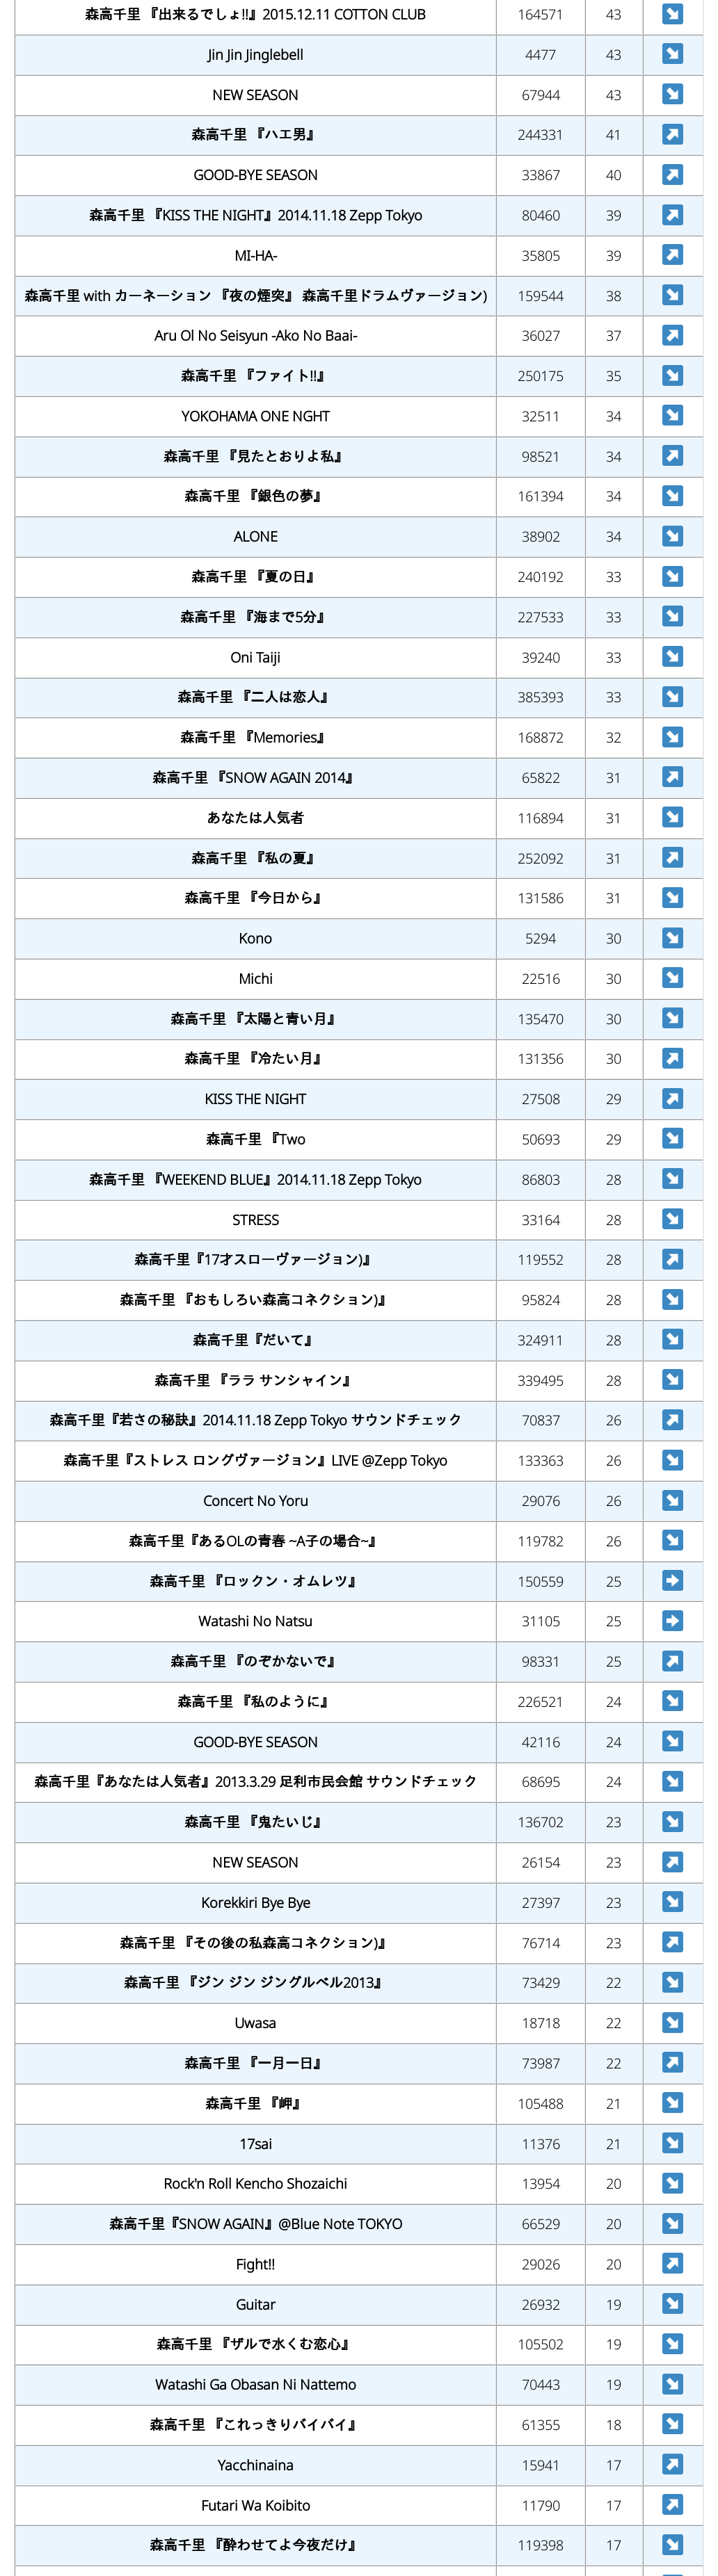 森高千里 『出来るでしょ!!』2015.12.11 COTTON CLUB 164571 43
Jin Jin Jinglebell 4477 43
NEW SEASON 67944 43
森高千里 『ハエ男』 244331 41
GOOD-BYE SEASON 33867 40
森高千里 『KISS THE NIGHT』2014.11.18 Zepp Tokyo 80460 39
MI-HA- 35805 39
森高千里 with カーネーション 『夜の煙突』 森高千里ドラムヴァージョン) 159544 38
Aru Ol No Seisyun -Ako No Baai- 36027 37
森高千里 『ファイト!!』 250175 35
YOKOHAMA ONE NGHT 32511 34
森高千里 『見たとおりよ私』 98521 34
森高千里 『銀色の夢』 161394 34
ALONE 38902 34
森高千里 『夏の日』 240192 33
森高千里 『海まで5分』 227533 33
Oni Taiji 39240 33
森高千里 『二人は恋人』 385393 33
森高千里 『Memories』 168872 32
森高千里 『SNOW AGAIN 2014』 65822 31
あなたは人気者 116894 31
森高千里 『私の夏』 252092 31
森高千里 『今日から』 131586 31
Kono 5294 30
Michi 22516 30
森高千里 『太陽と青い月』 135470 30
森高千里 『冷たい月』 131356 30
KISS THE NIGHT 27508 29
森高千里 『Two 50693 29
森高千里 『WEEKEND BLUE』2014.11.18 Zepp Tokyo 86803 28
STRESS 33164 28
森高千里『17才スローヴァージョン)』 119552 28
森高千里 『おもしろい森高コネクション)』 95824 28
森高千里『だいて』 324911 28
森高千里 『ララ サンシャイン』 339495 28
森高千里『若さの秘訣』2014.11.18 Zepp Tokyo サウンドチェック 70837 26
森高千里『ストレス ロングヴァージョン』LIVE @Zepp Tokyo 133363 26
Concert No Yoru 29076 26
森高千里『あるOLの青春 ~A子の場合~』 119782 26
森高千里 『ロックン・オムレツ』 150559 25
Watashi No Natsu 31105 25
森高千里 『のぞかないで』 98331 25
森高千里 『私のように』 226521 24
GOOD-BYE SEASON 42116 24
森高千里『あなたは人気者』2013.3.29 足利市民会館 サウンドチェック 68695 24
森高千里 『鬼たいじ』 136702 23
NEW SEASON 26154 23
Korekkiri Bye Bye 27397 23
森高千里 『その後の私森高コネクション)』 76714 23
森高千里 『ジン ジン ジングルベル2013』 73429 22
Uwasa 18718 22
森高千里 『一月一日』 73987 22
森高千里 『岬』 105488 21
17sai 11376 21
Rock'n Roll Kencho Shozaichi 13954 20
森高千里『SNOW AGAIN』@Blue Note TOKYO 66529 20
Fight!! 29026 20
Guitar 26932 19
森高千里 『ザルで水くむ恋心』 105502 19
Watashi Ga Obasan Ni Nattemo 70443 19
森高千里 『これっきりバイバイ』 61355 18
Yacchinaina 15941 17
Futari Wa Koibito 11790 17
森高千里 『酔わせてよ今夜だけ』 119398 17